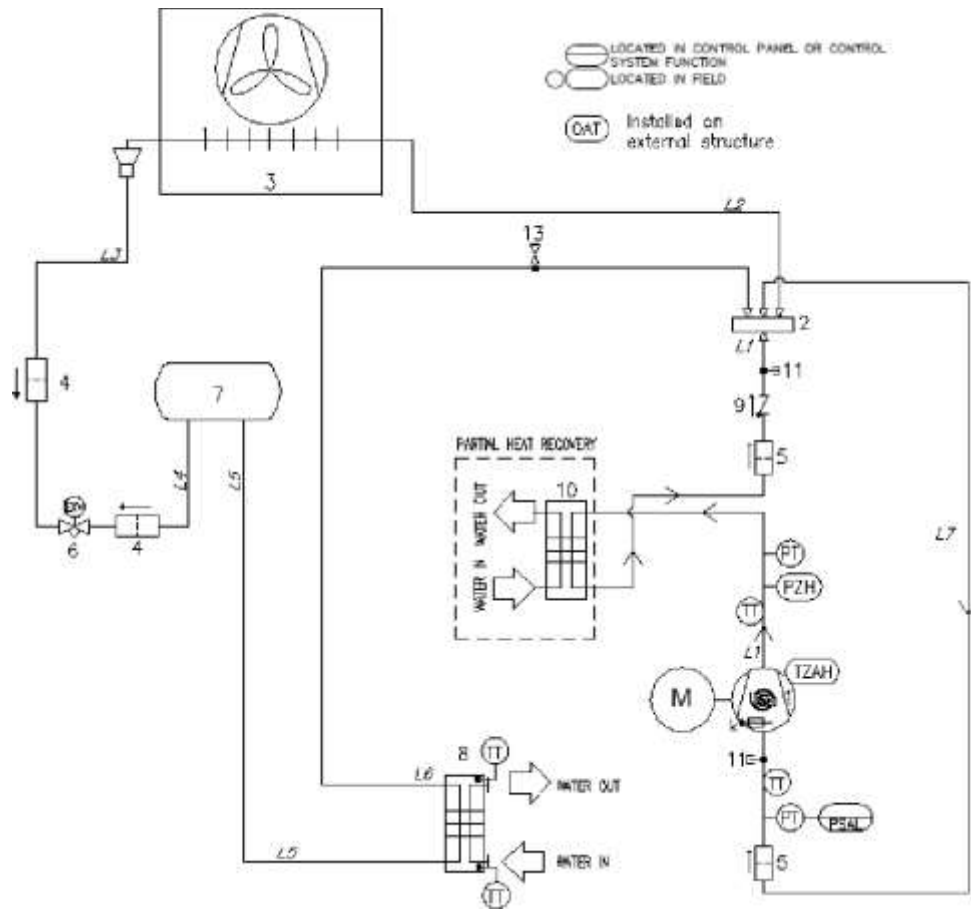 LOCATED IN CONTROL PANEL OR CONTROL
SYSTEM FUNCTION
LOCATED IN FIELD
OAT
Installed on
external structure
3
L2
13
L3
2
L1
11
4
7
9
5
PARTIAL HEAT RECOVERY
10
WATER OUT
WATER IN
L4
L5
6
4
L7
PT
PZH
TT
L1
TZAH
M
1
11
TT
8
TT
L6
WATER OUT
PT
PSAL
L5
WATER IN
5
TT